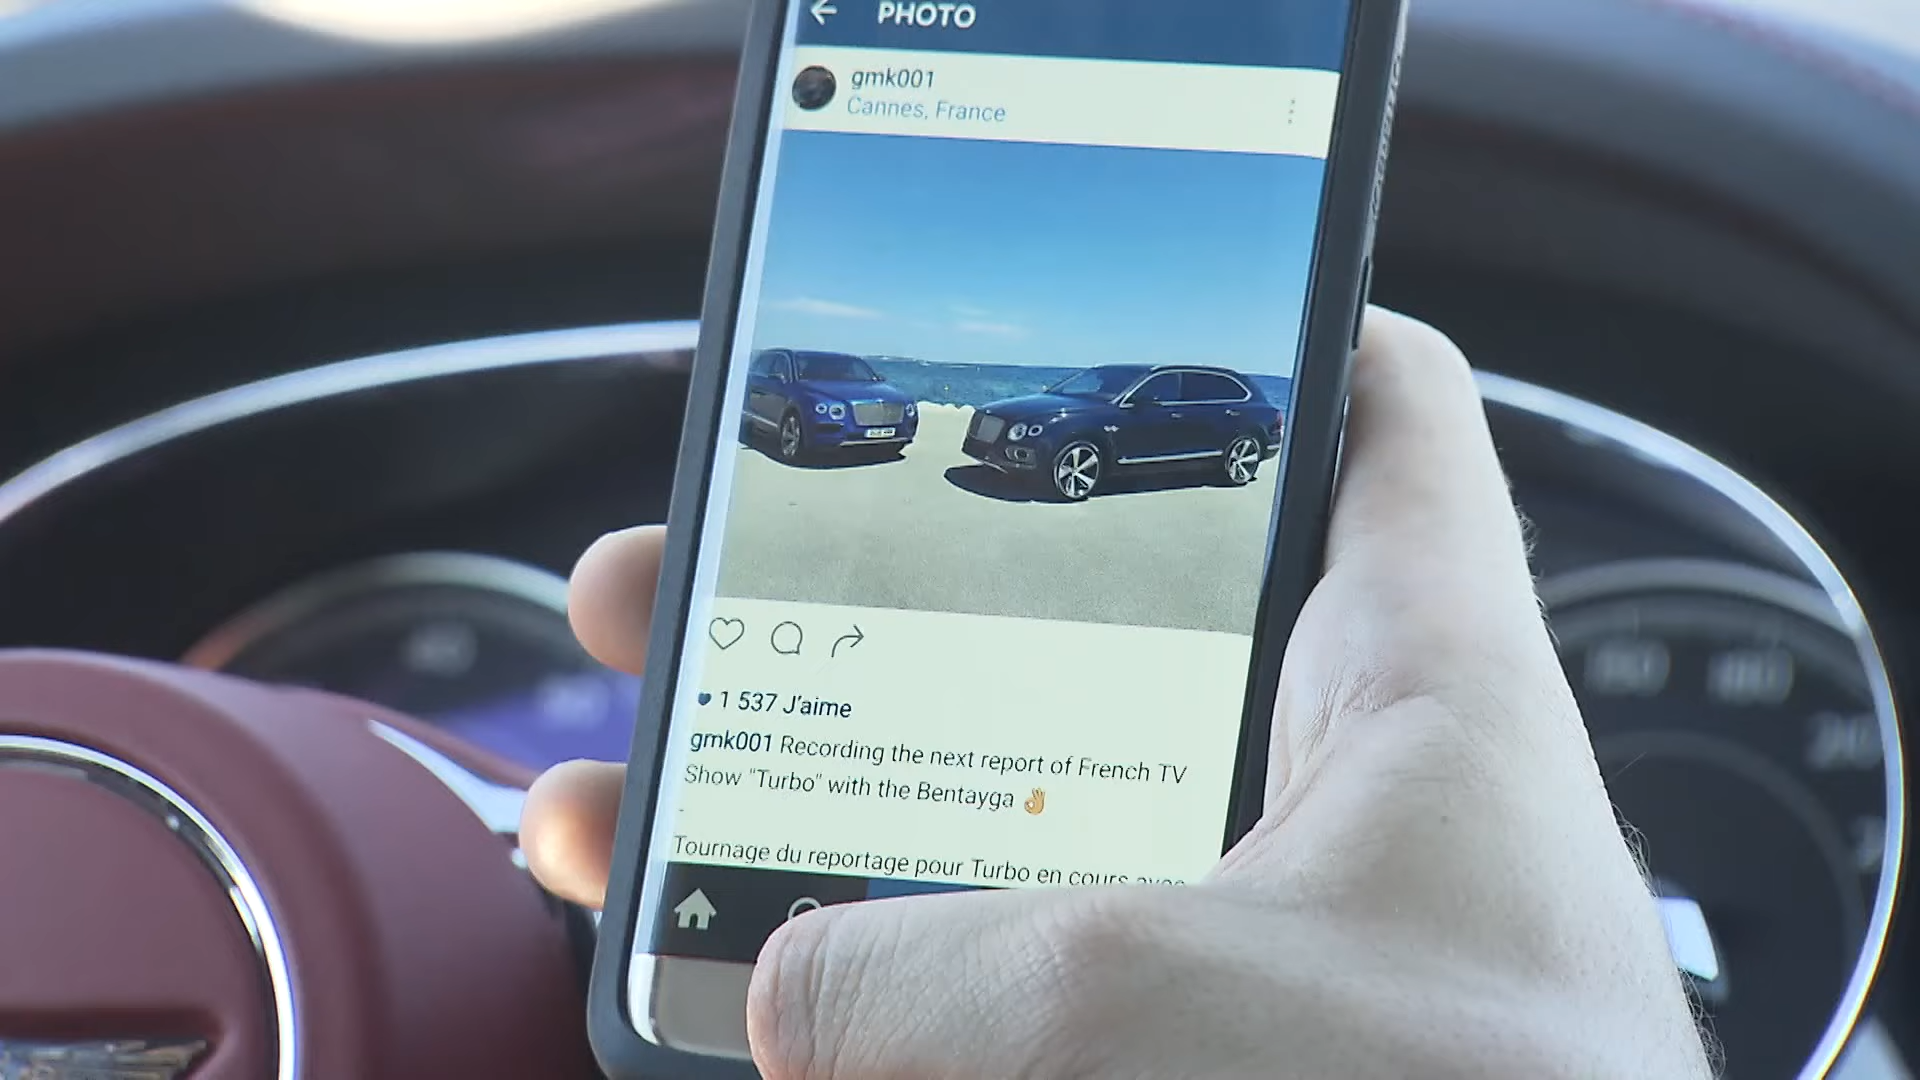 PHOTO
gmk001
Cannes, France
1 537 J'aime
gmk001 Recording the next report of French TV
Show "Turbo" with the Bentayga 👌
-
Tournage du reportage pour Turbo en cours avec